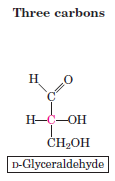 Three carbons
H O
C
H—C—OH
CH₂OH
D-Glyceraldehyde